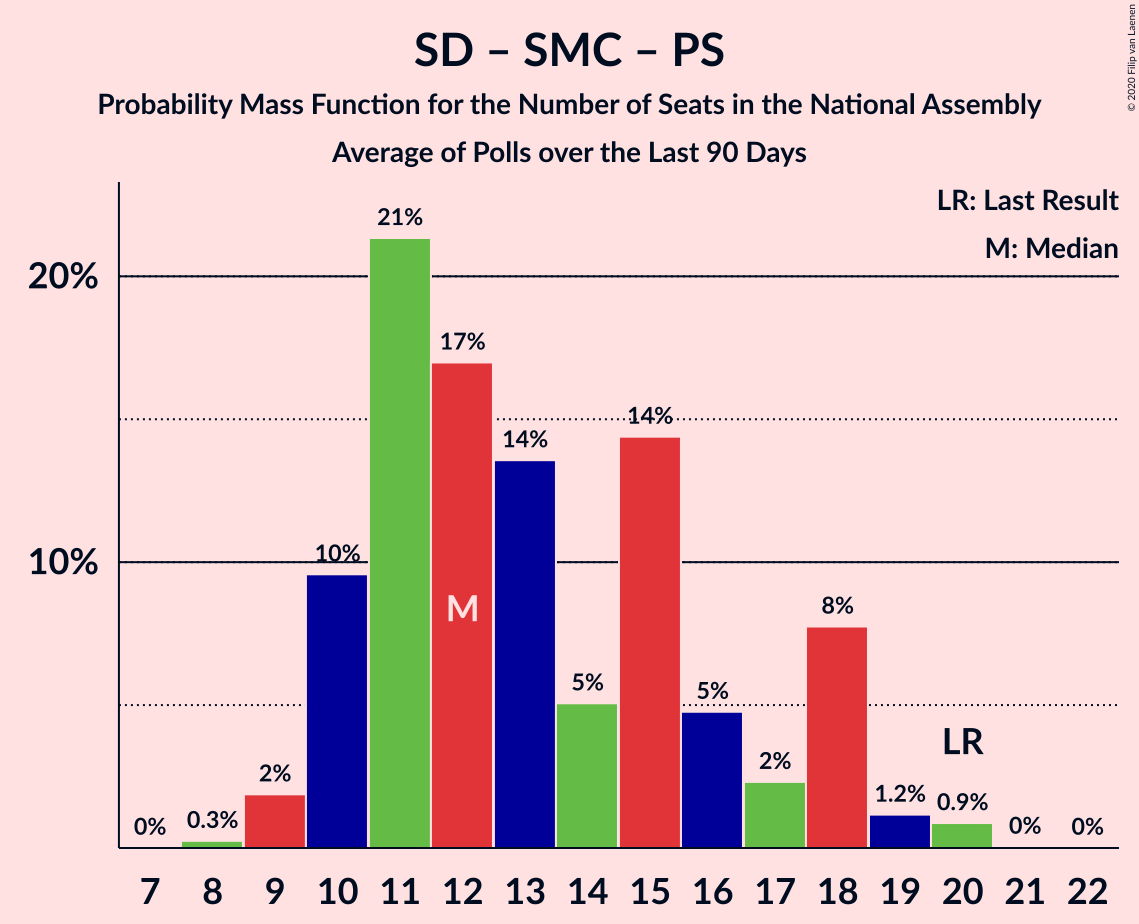 SD – SMC – PS
Probability Mass Function for the Number of Seats in the National Assembly
Average of Polls over the Last 90 Days
© 2020 Filip van Laenen
LR: Last Result
M: Median
20%
10%
0%
0.3%
2%
10%
21%
17%
14%
5%
14%
5%
2%
8%
1.2%
0.9%
0%
0%
M
LR
7 8 9 10 11 12 13 14 15 16 17 18 19 20 21 22